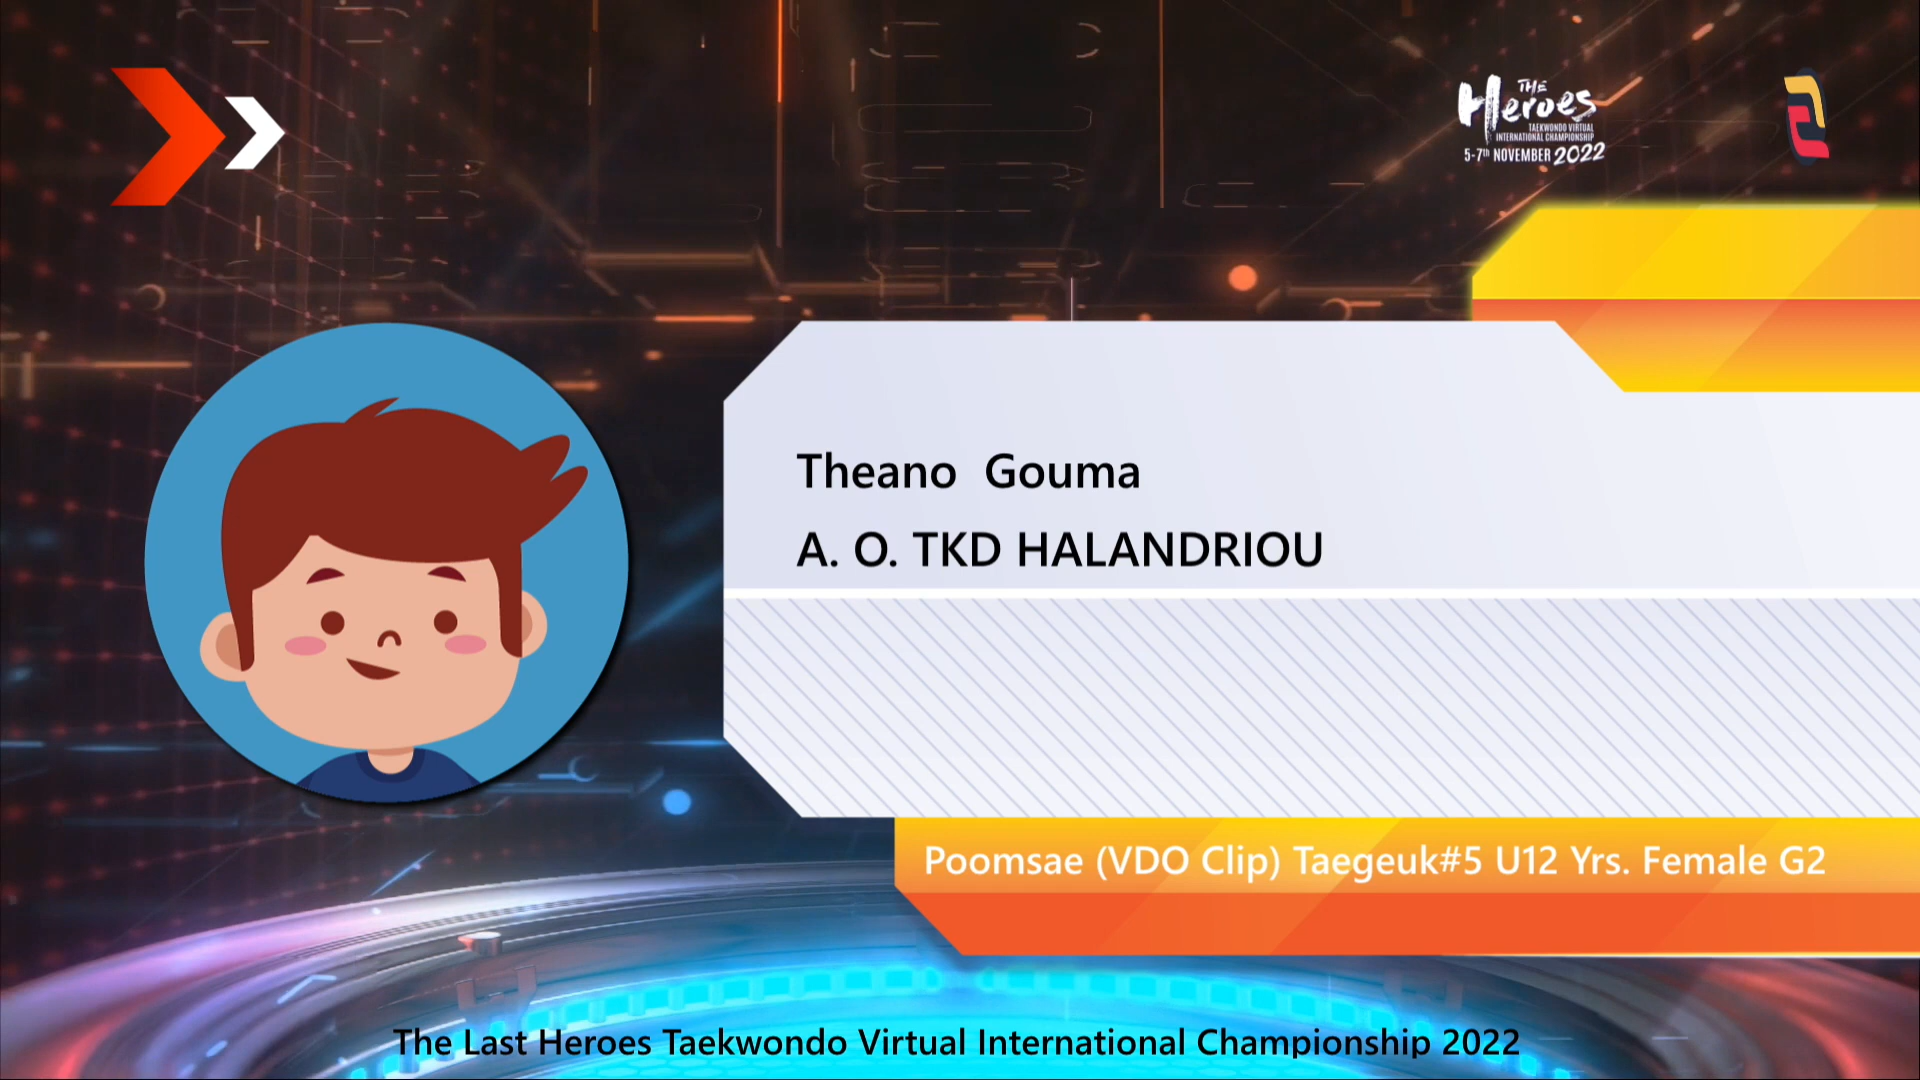 THE
Heroes
TAEKWONDO VIRTUAL
INTERNATIONAL CHAMPIONSHIP
5-7th NOVEMBER 2022
Theano Gouma
A. O. TKD HALANDRIOU
Poomsae (VDO Clip) Taegeuk#5 U12 Yrs. Female G2
The Last Heroes Taekwondo Virtual International Championship 2022